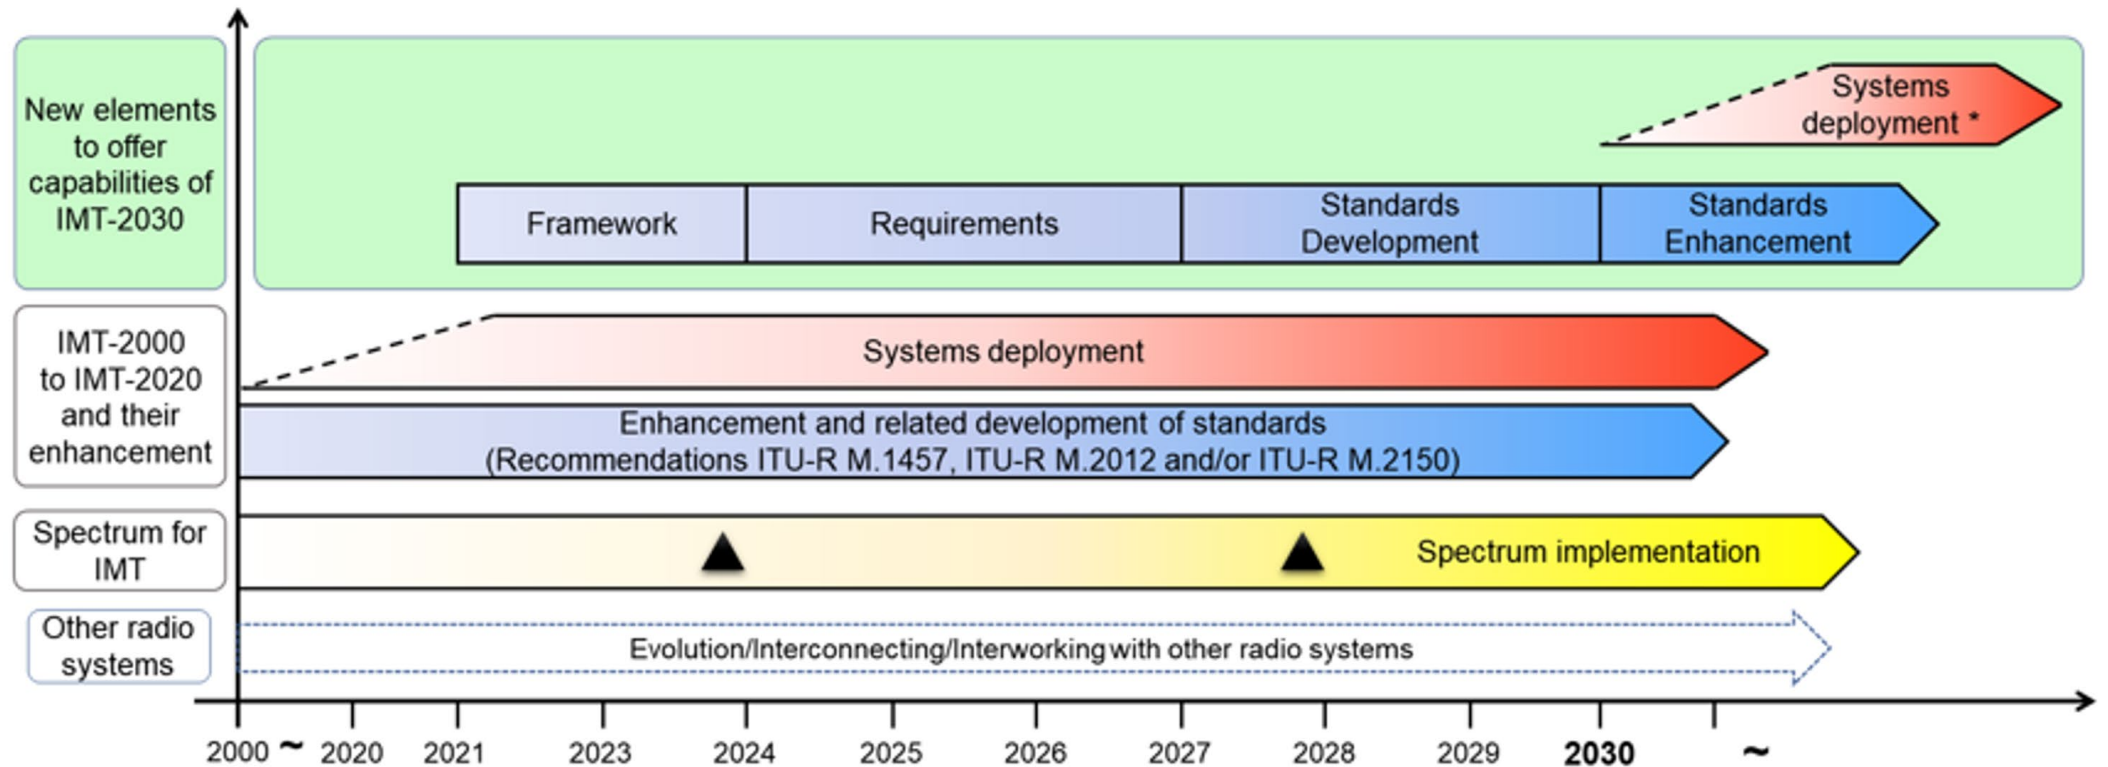 New elements
to offer
capabilities of
IMT-2030
Systems
deployment *
Framework
Requirements
Standards
Development
Standards
Enhancement
IMT-2000
to IMT-2020
and their
enhancement
Systems deployment
Enhancement and related development of standards
(Recommendations ITU-R M.1457, ITU-R M.2012 and/or ITU-R M.2150)
Spectrum for
IMT
Spectrum implementation
Other radio
systems
Evolution/Interconnecting/Interworking with other radio systems
2000 ~ 2020 2021 2023 2024 2025 2026 2027 2028 2029 2030 ~